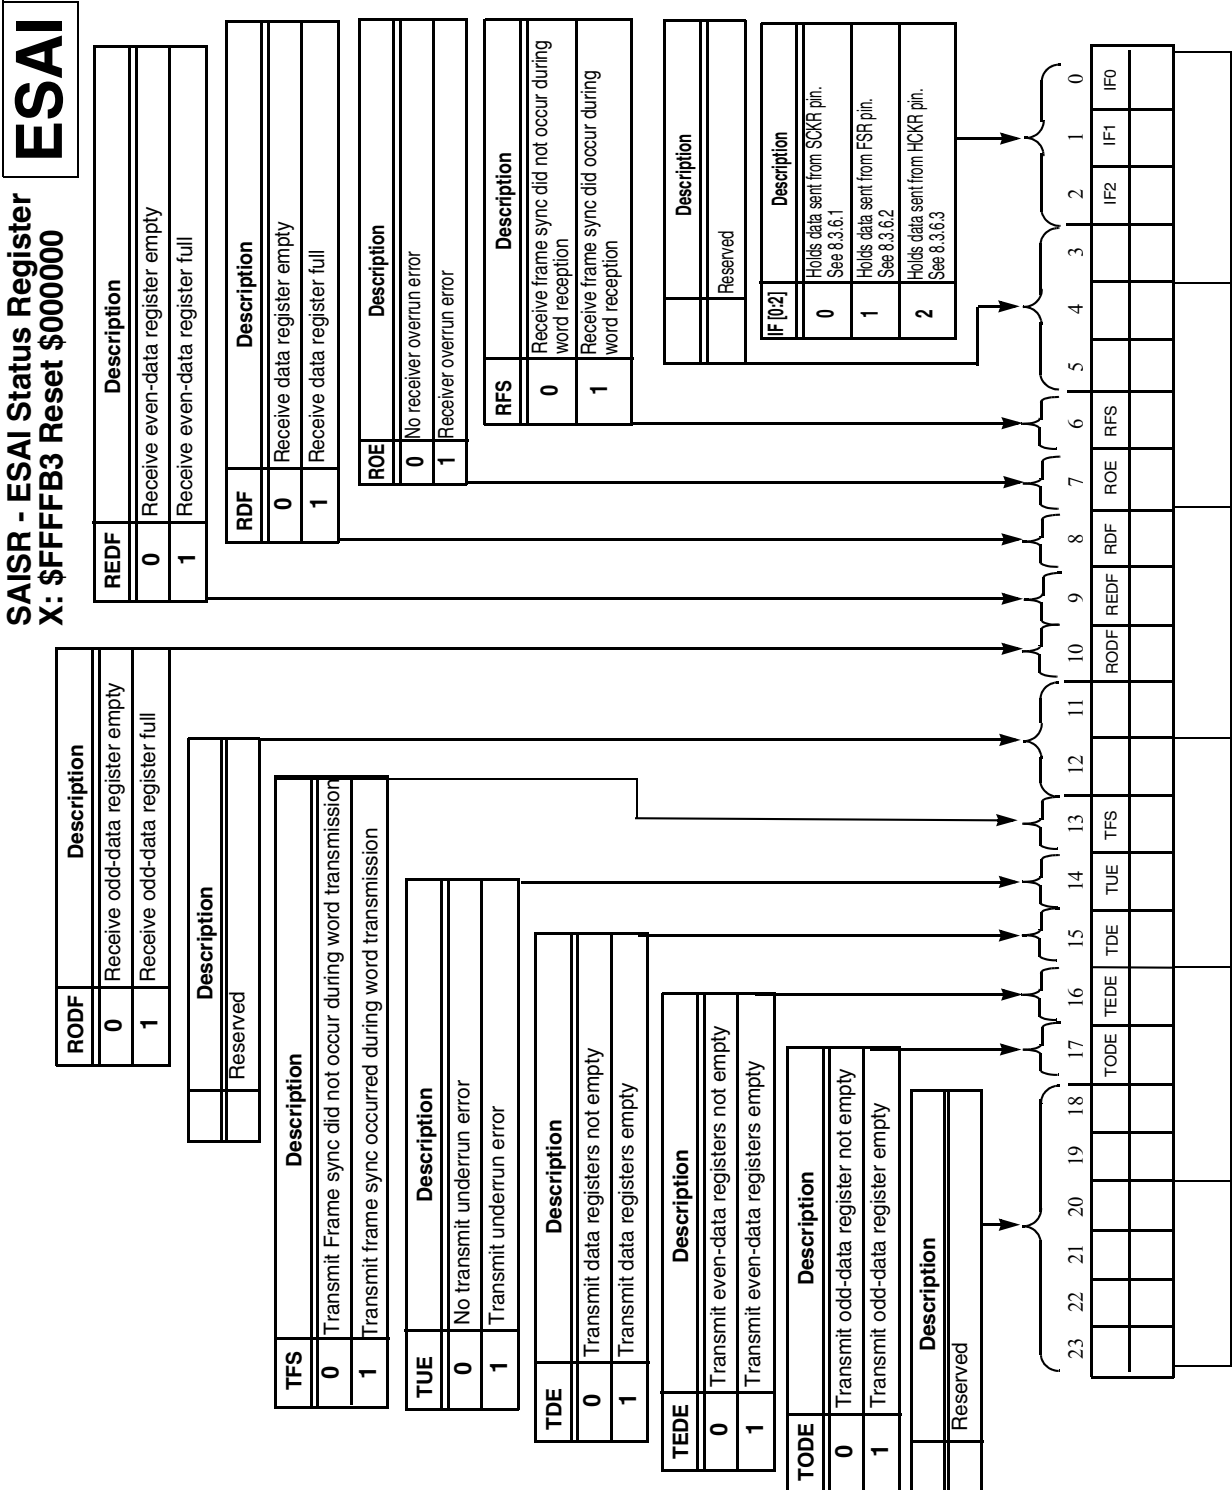 SAISR - ESAI Status Register
X: $FFFFB3 Reset $000000
ESAI
RODF Description
0 Receive odd-data register empty
1 Receive odd-data register full
REDF Description
0 Receive even-data register empty
1 Receive even-data register full
Description
Reserved
RDF Description
0 Receive data register empty
1 Receive data register full
TFS Description
0 Transmit Frame sync did not occur during word transmission
1 Transmit frame sync occurred during word transmission
ROE Description
0 No receiver overrun error
1 Receiver overrun error
TUE Description
0 No transmit underrun error
1 Transmit underrun error
RFS Description
0 Receive frame sync did not occur during
word reception
1 Receive frame sync did occur during
word reception
TDE Description
0 Transmit data registers not empty
1 Transmit data registers empty
TEDE Description
0 Transmit even-data registers not empty
1 Transmit even-data registers empty
Description
Reserved
TODE Description
0 Transmit odd-data register not empty
1 Transmit odd-data register empty
IF [0:2] Description
0 Holds data sent from SCKR pin.
See 8.3.6.1
1 Holds data sent from FSR pin.
See 8.3.6.2
2 Holds data sent from HCKR pin.
See 8.3.6.3
Description
Reserved
23 22 21 20 19 18 17 16 15 14 13 12 11 10 9 8 7 6 5 4 3 2 1 0
TODE TEDE TDE TUE TFS RODF REDF RDF ROE RFS IF2 IF1 IF0